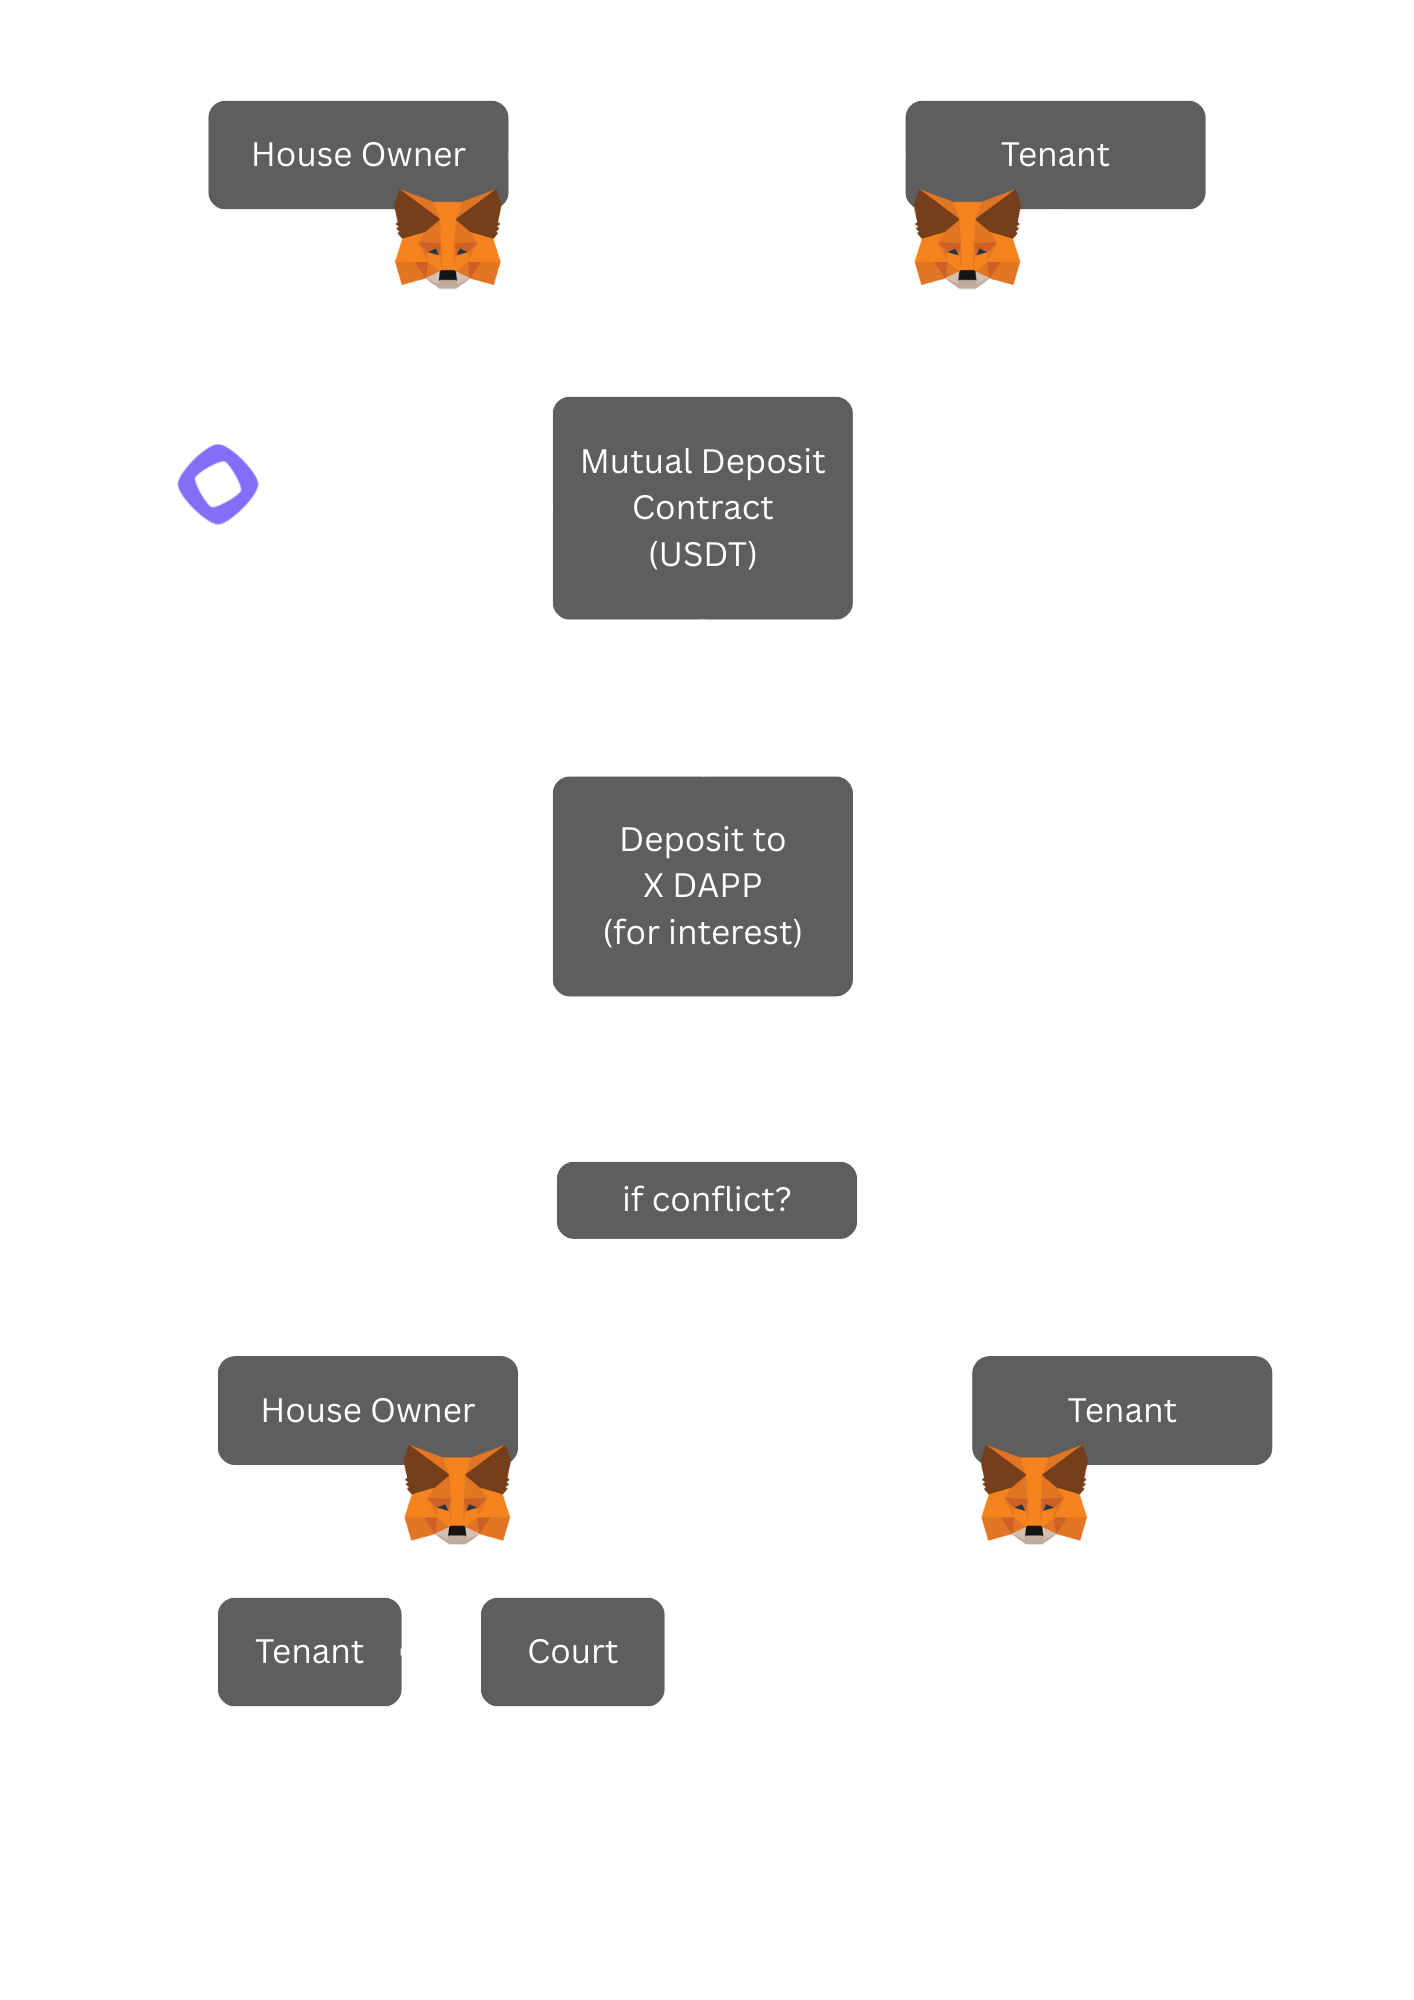 House Owner
Tenant
Mutual Deposit
Contract
(USDT)
Deposit to
X DAPP
(for interest)
if conflict?
House Owner
Tenant
Tenant
Court